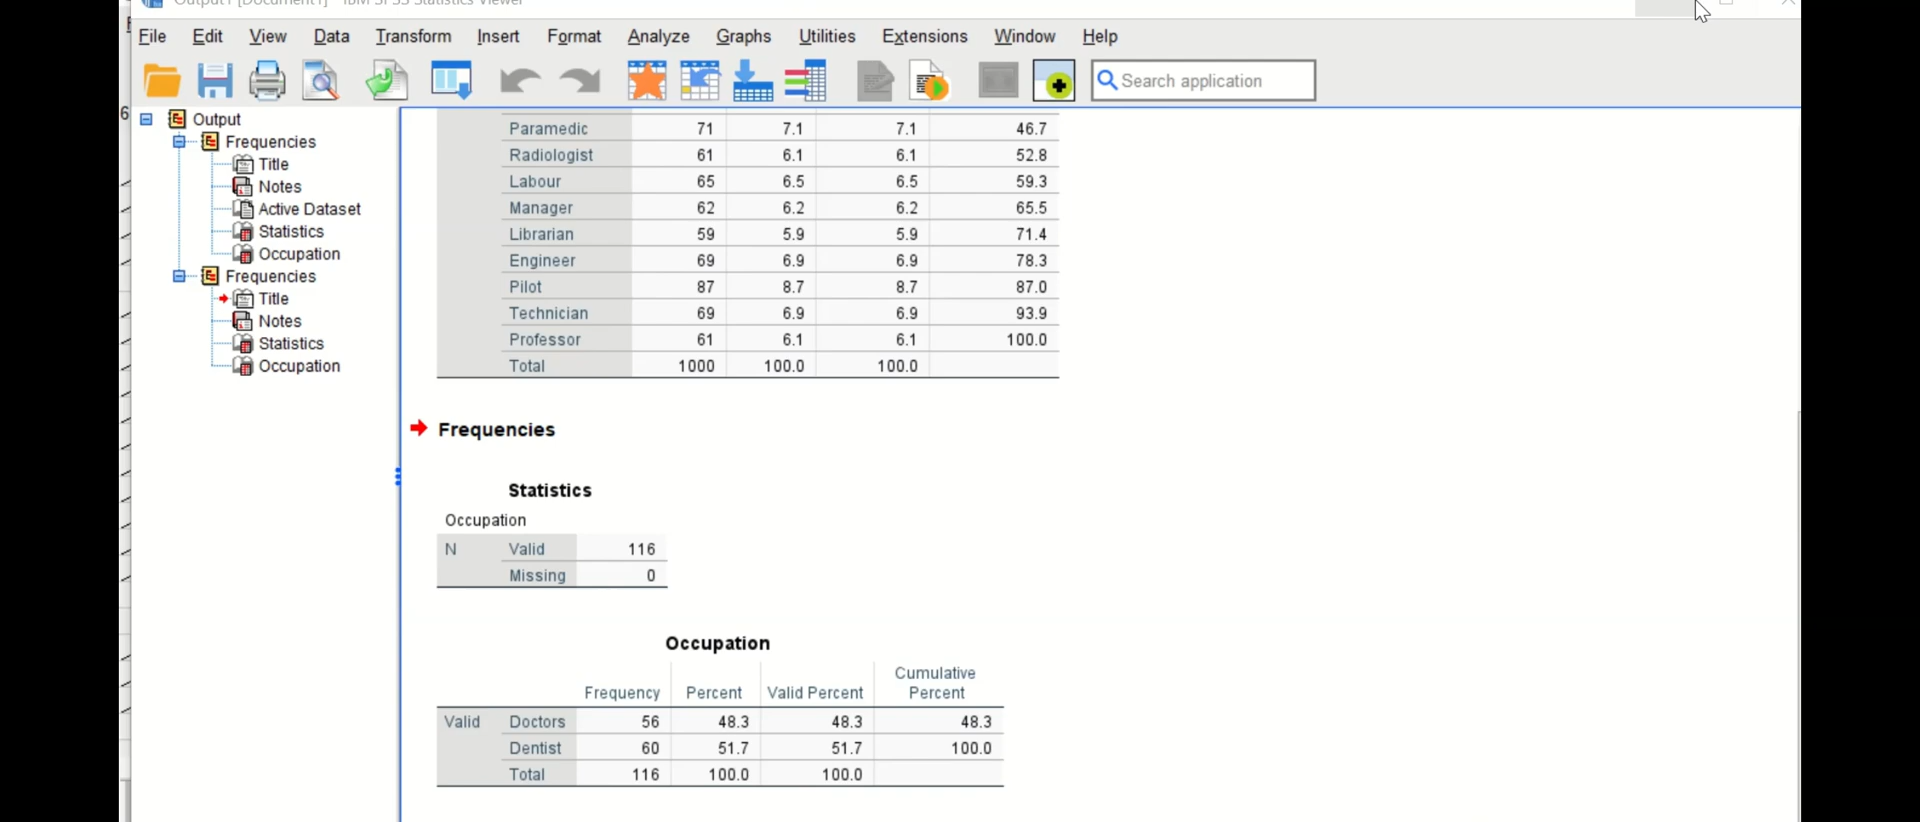 Output1 [Document1] - IBM SPSS Statistics Viewer
File Edit View Data Transform Insert Format Analyze Graphs Utilities Extensions Window Help
Search application
Output
Frequencies
Title
Notes
Active Dataset
Statistics
Occupation
Frequencies
Title
Notes
Statistics
Occupation
Paramedic 71 7.1 7.1 46.7
Radiologist 61 6.1 6.1 52.8
Labour 65 6.5 6.5 59.3
Manager 62 6.2 6.2 65.5
Librarian 59 5.9 5.9 71.4
Engineer 69 6.9 6.9 78.3
Pilot 87 8.7 8.7 87.0
Technician 69 6.9 6.9 93.9
Professor 61 6.1 6.1 100.0
Total 1000 100.0 100.0
Frequencies
Statistics
Occupation
N Valid 116
Missing 0
Occupation
Frequency Percent Valid Percent Cumulative Percent
Valid Doctors 56 48.3 48.3 48.3
Dentist 60 51.7 51.7 100.0
Total 116 100.0 100.0